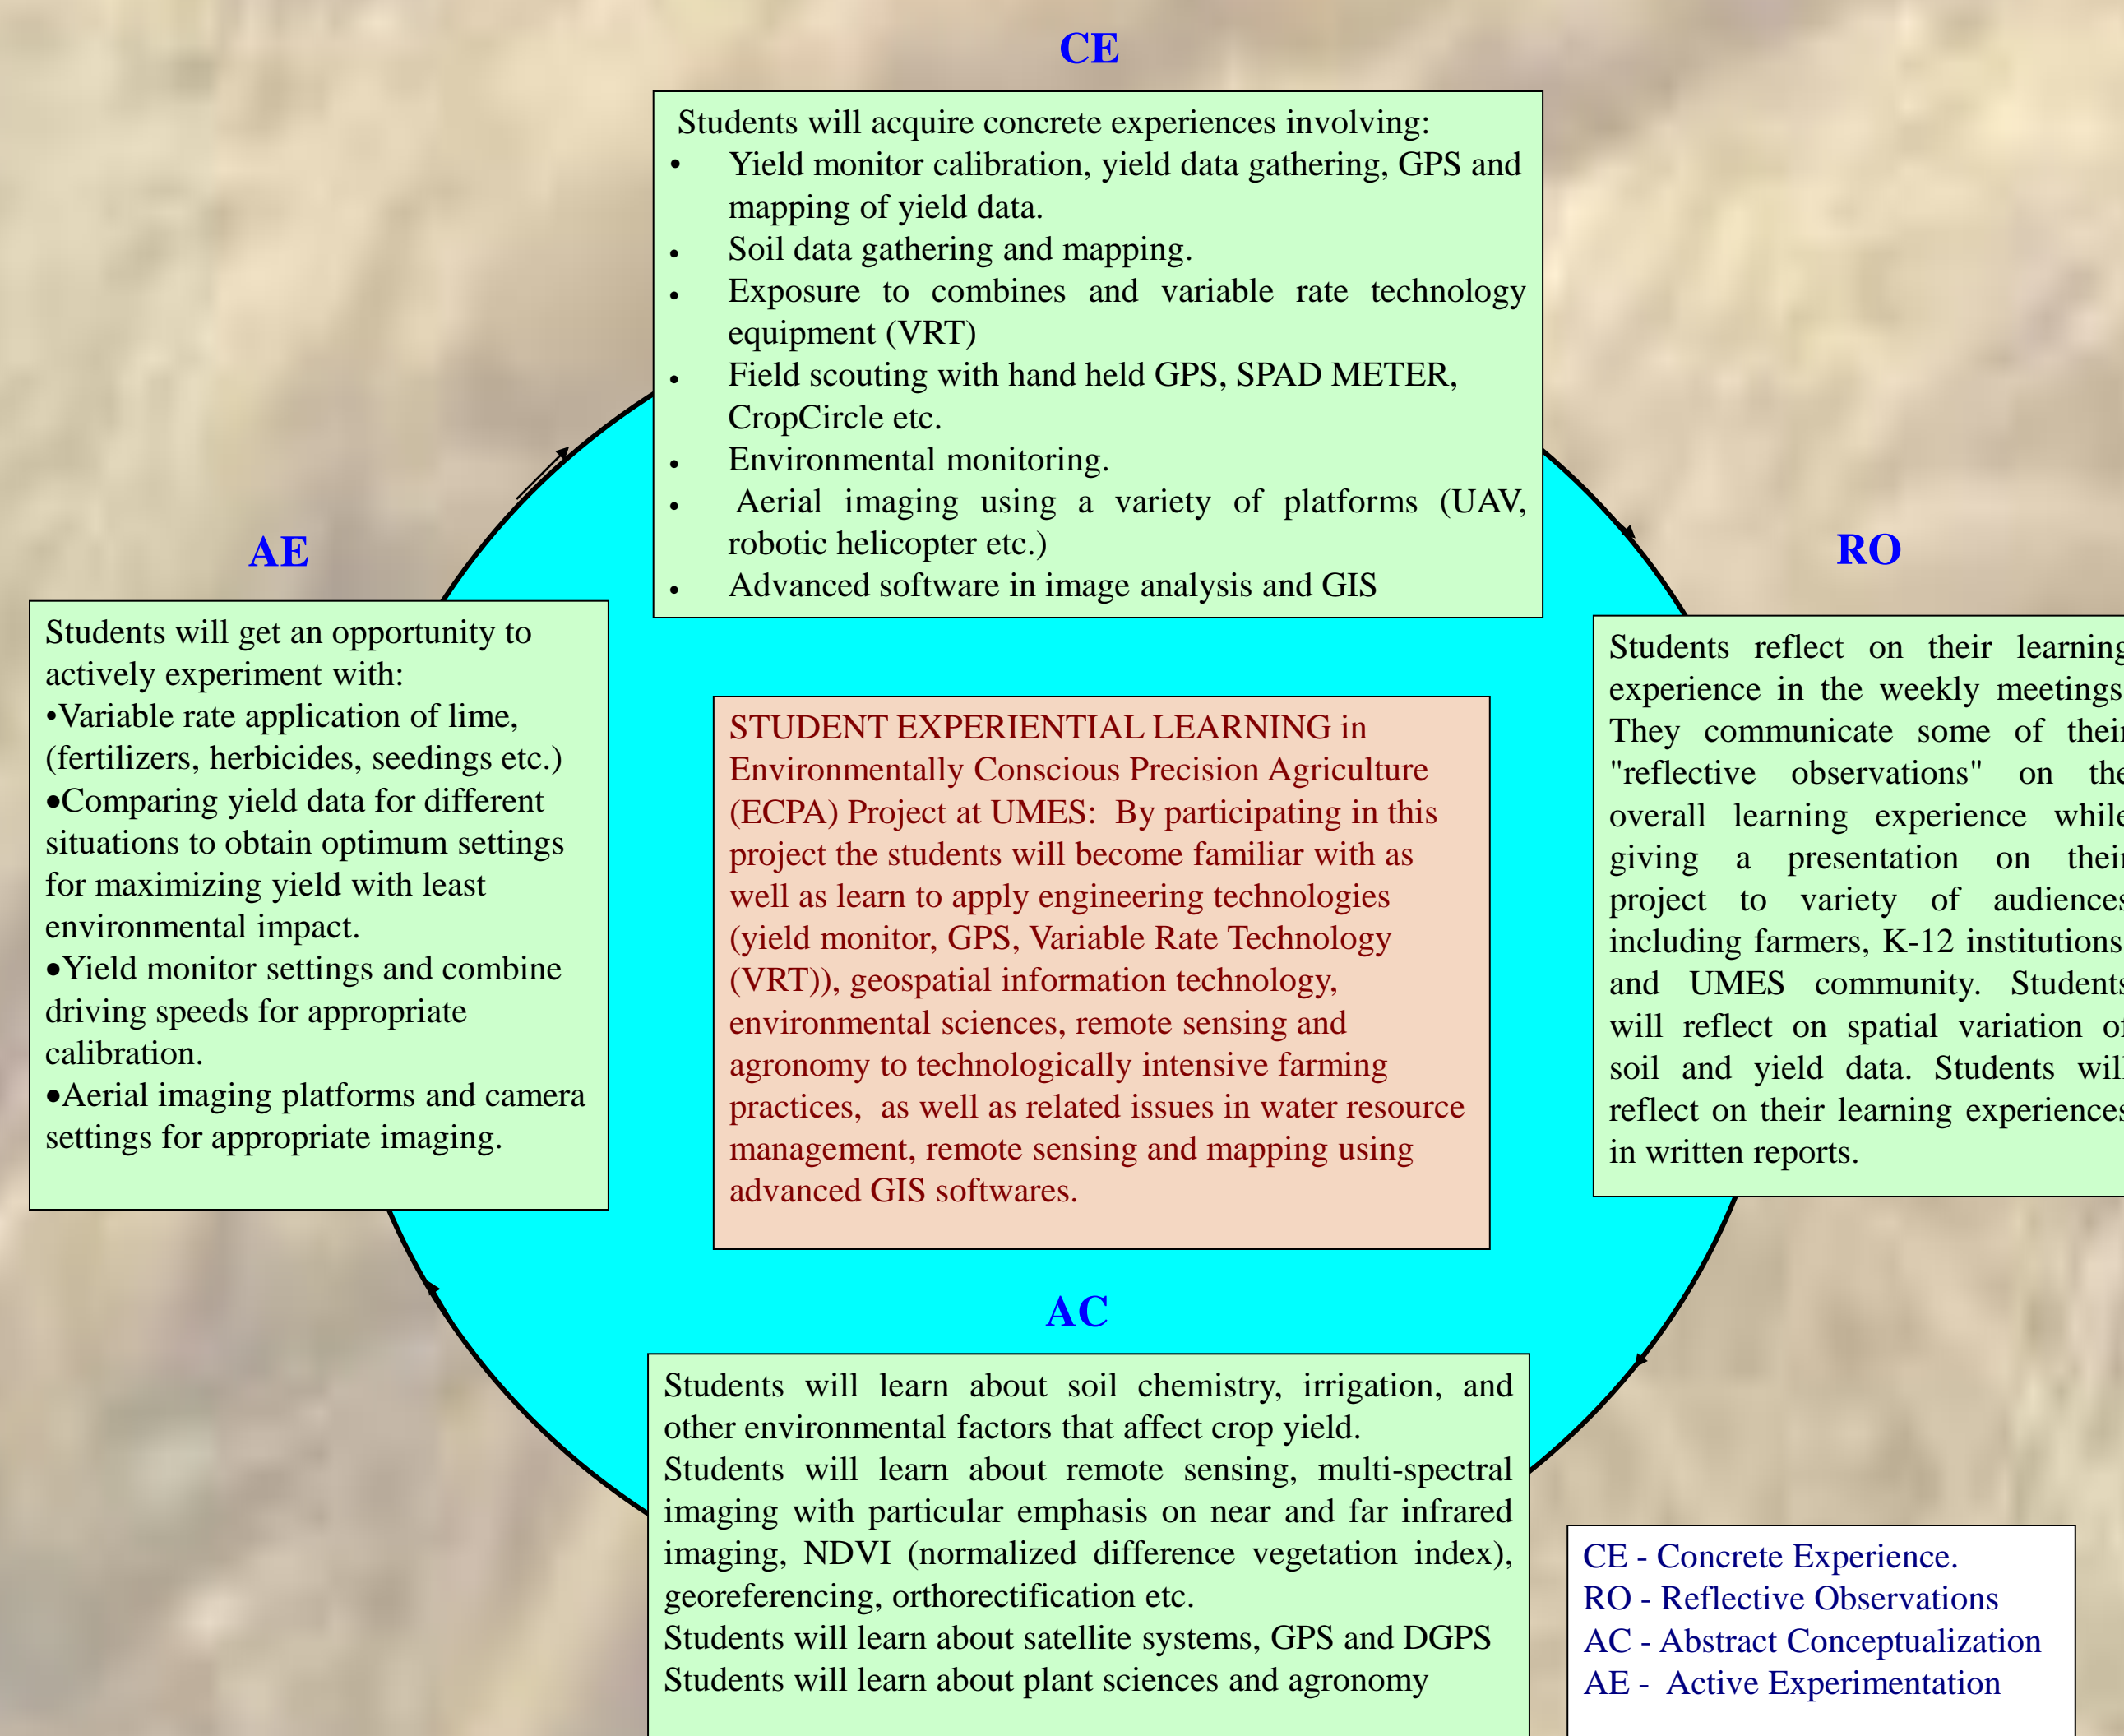 CE
Students will acquire concrete experiences involving:
• Yield monitor calibration, yield data gathering, GPS and
mapping of yield data.
• Soil data gathering and mapping.
• Exposure to combines and variable rate technology
equipment (VRT)
• Field scouting with hand held GPS, SPAD METER,
CropCircle etc.
• Environmental monitoring.
• Aerial imaging using a variety of platforms (UAV,
robotic helicopter etc.)
• Advanced software in image analysis and GIS
AE
Students will get an opportunity to
actively experiment with:
•Variable rate application of lime,
(fertilizers, herbicides, seedings etc.)
•Comparing yield data for different
situations to obtain optimum settings
for maximizing yield with least
environmental impact.
•Yield monitor settings and combine
driving speeds for appropriate
calibration.
•Aerial imaging platforms and camera
settings for appropriate imaging.
STUDENT EXPERIENTIAL LEARNING in
Environmentally Conscious Precision Agriculture
(ECPA) Project at UMES: By participating in this
project the students will become familiar with as
well as learn to apply engineering technologies
(yield monitor, GPS, Variable Rate Technology
(VRT)), geospatial information technology,
environmental sciences, remote sensing and
agronomy to technologically intensive farming
practices, as well as related issues in water resource
management, remote sensing and mapping using
advanced GIS softwares.
RO
Students reflect on their learning
experience in the weekly meetings
They communicate some of their
"reflective observations" on the
overall learning experience while
giving a presentation on their
project to variety of audiences
including farmers, K-12 institutions
and UMES community. Students
will reflect on spatial variation of
soil and yield data. Students will
reflect on their learning experiences
in written reports.
AC
Students will learn about soil chemistry, irrigation, and
other environmental factors that affect crop yield.
Students will learn about remote sensing, multi-spectral
imaging with particular emphasis on near and far infrared
imaging, NDVI (normalized difference vegetation index),
georeferencing, orthorectification etc.
Students will learn about satellite systems, GPS and DGPS
Students will learn about plant sciences and agronomy
CE - Concrete Experience.
RO - Reflective Observations
AC - Abstract Conceptualization
AE - Active Experimentation